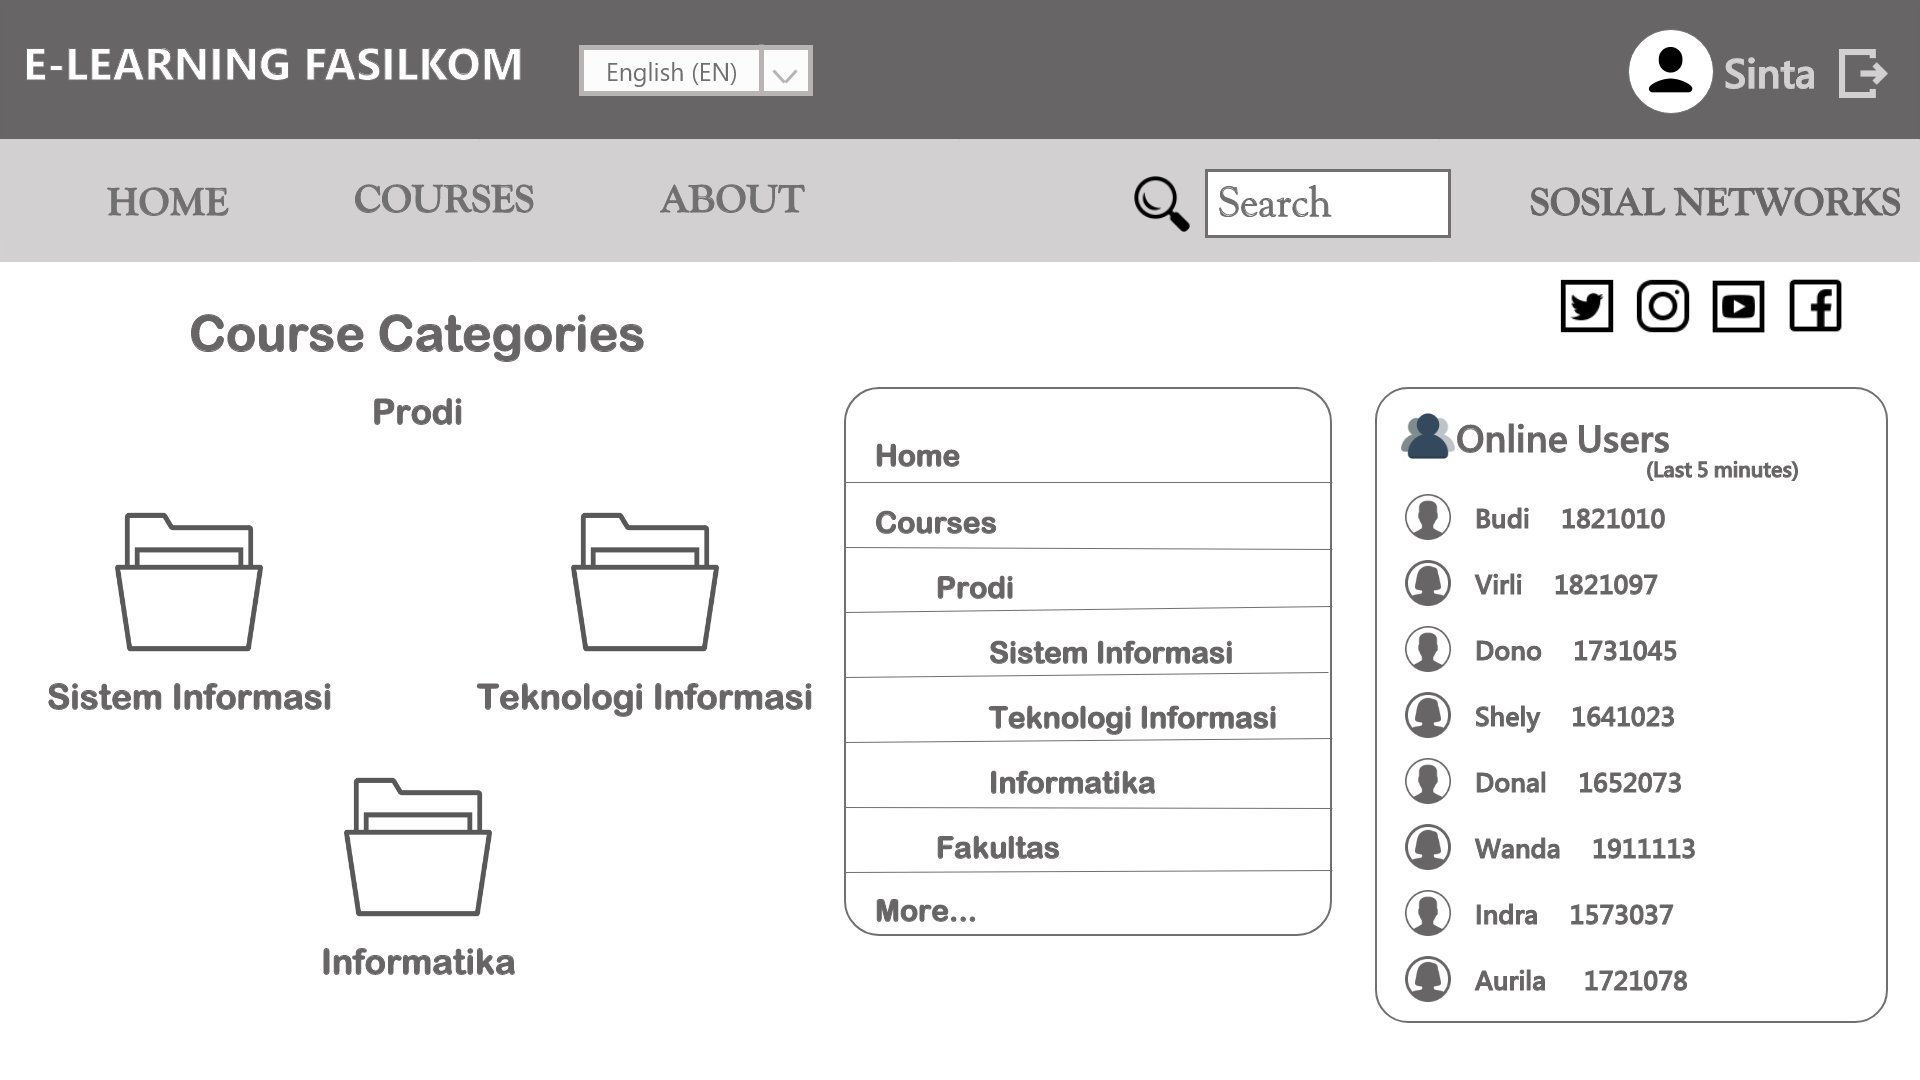 E-LEARNING FASILKOM
English (EN)
Sinta
HOME
COURSES
ABOUT
Search
SOSIAL NETWORKS
Course Categories
Prodi
Sistem Informasi
Teknologi Informasi
Informatika
Home
Courses
Prodi
Sistem Informasi
Teknologi Informasi
Informatika
Fakultas
More...
Online Users
(Last 5 minutes)
Budi 1821010
Virli 1821097
Dono 1731045
Shely 1641023
Donal 1652073
Wanda 1911113
Indra 1573037
Aurila 1721078